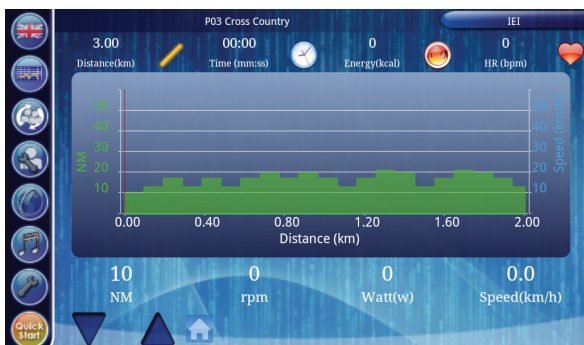 P03 Cross Country
IEI
3.00
Distance(km)
00:00
Time (mm:ss)
0
Energy(kcal)
0
HR (bpm)
50
40
30
20
10
NM
50
40
30
20
10
Speed (km/h)
0.00 0.40 0.80 1.20 1.60 2.00
Distance (km)
10
NM
0
rpm
0
Watt(w)
0.0
Speed(km/h)
Quick
Start